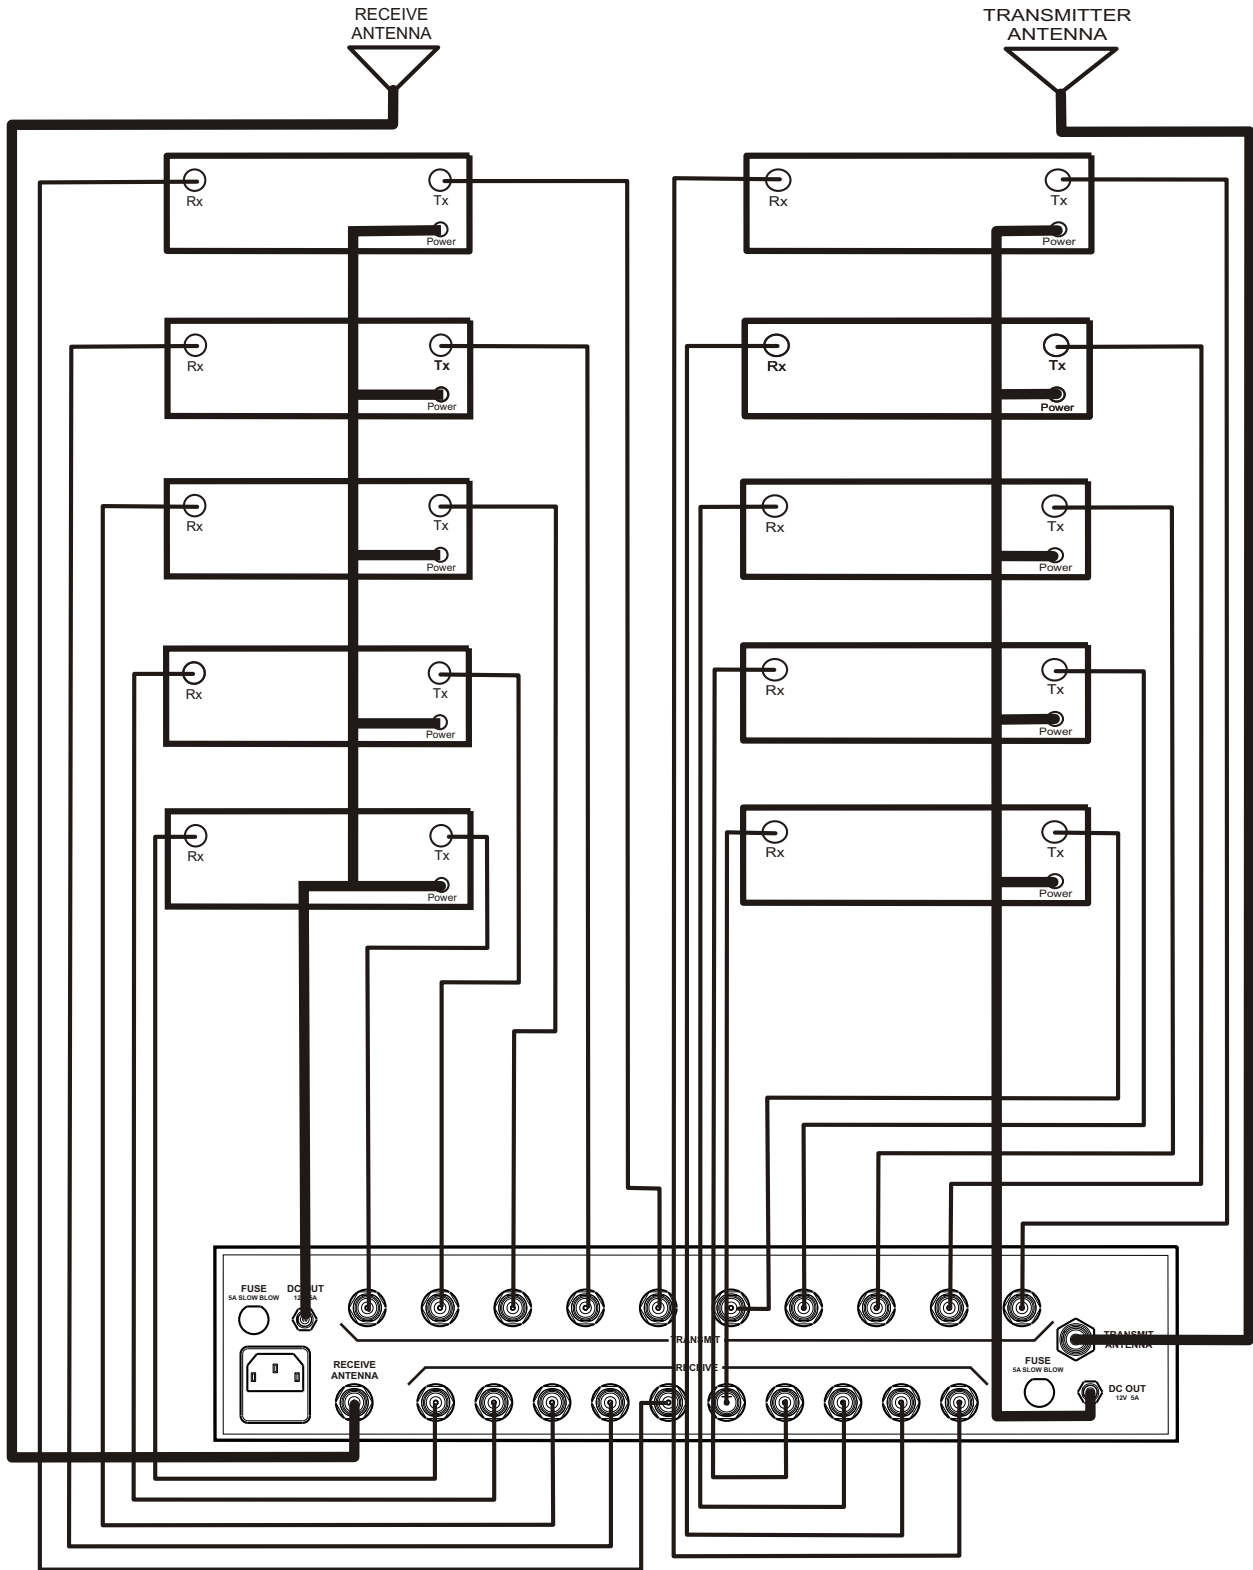 RECEIVE
ANTENNA
TRANSMITTER
ANTENNA
Rx
Tx
Power
Rx
Tx
Power
Rx
Tx
Power
Rx
Tx
Power
Rx
Tx
Power
Rx
Tx
Power
Rx
Tx
Power
Rx
Tx
Power
Rx
Tx
Power
Rx
Tx
Power
FUSE
5A SLOW BLOW
DC OUT
12V 5A
TRANSMIT
TRANSMIT
ANTENNA
RECEIVE
ANTENNA
RECEIVE
FUSE
5A SLOW BLOW
DC OUT
12V 5A